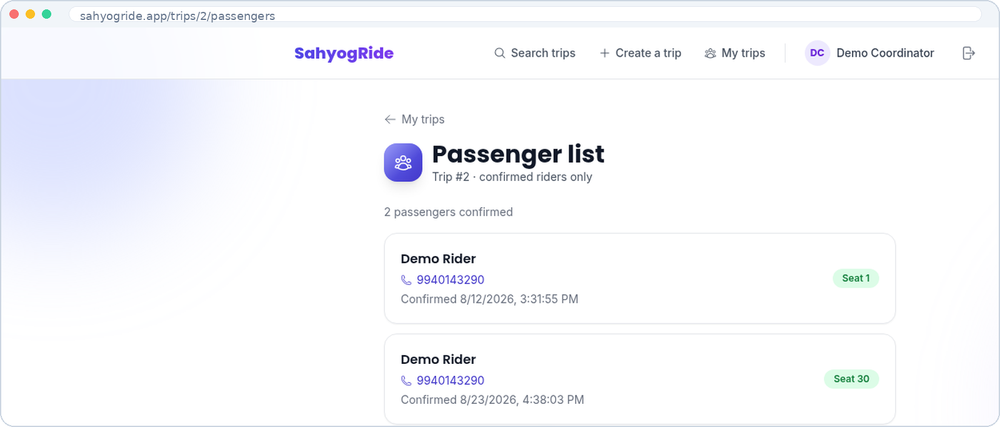 sahyogride.app/trips/2/passengers
SahyogRide
Search trips
Create a trip
My trips
DC
Demo Coordinator
My trips
Passenger list
Trip #2 · confirmed riders only
2 passengers confirmed
Demo Rider
9940143290
Confirmed 8/12/2026, 3:31:55 PM
Seat 1
Demo Rider
9940143290
Confirmed 8/23/2026, 4:38:03 PM
Seat 30